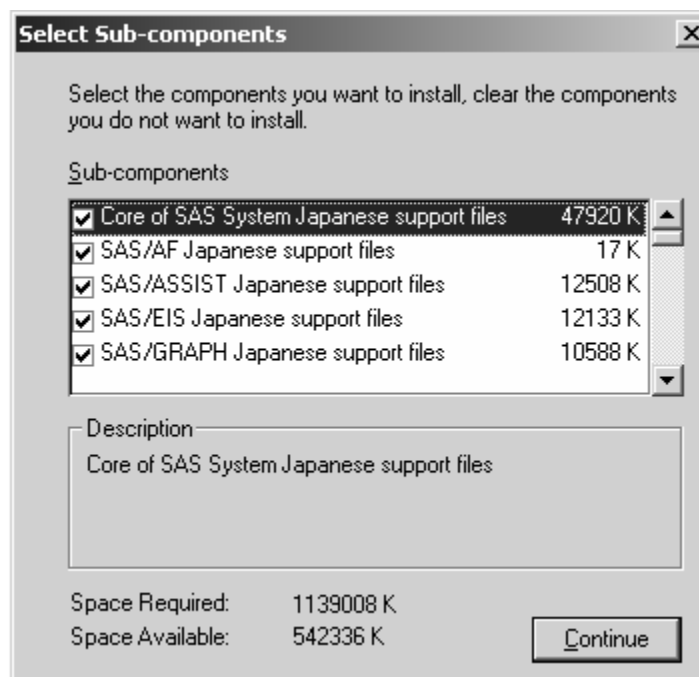 Select Sub-components
Select the components you want to install, clear the components
you do not want to install.
Sub-components
Core of SAS System Japanese support files 47920 K
SAS/AF Japanese support files 17 K
SAS/ASSIST Japanese support files 12508 K
SAS/EIS Japanese support files 12133 K
SAS/GRAPH Japanese support files 10588 K
Description
Core of SAS System Japanese support files
Space Required: 1139008 K
Space Available: 542336 K
Continue